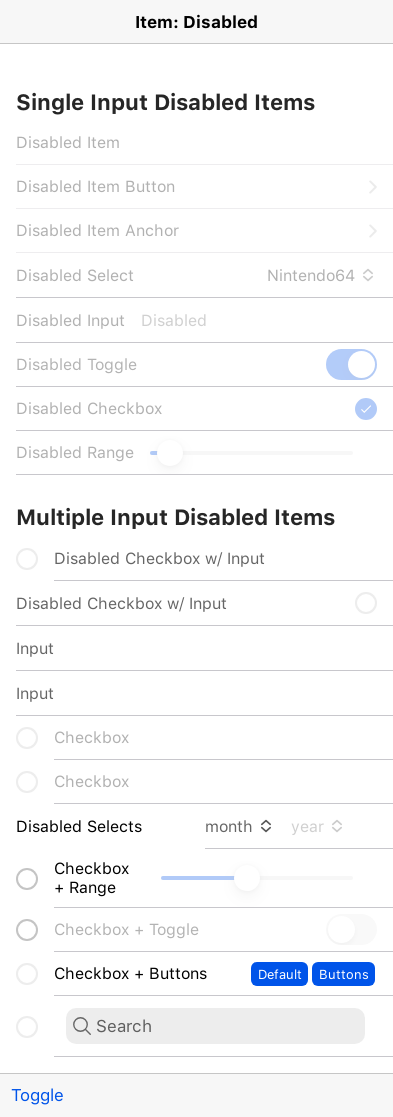 Item: Disabled
Single Input Disabled Items
Disabled Item
Disabled Item Button
Disabled Item Anchor
Disabled Select Nintendo64
Disabled Input Disabled
Disabled Toggle
Disabled Checkbox
Disabled Range
Multiple Input Disabled Items
Disabled Checkbox w/ Input
Disabled Checkbox w/ Input
Input
Input
Checkbox
Checkbox
Disabled Selects month year
Checkbox
+ Range
Checkbox + Toggle
Checkbox + Buttons Default Buttons
Search
Toggle